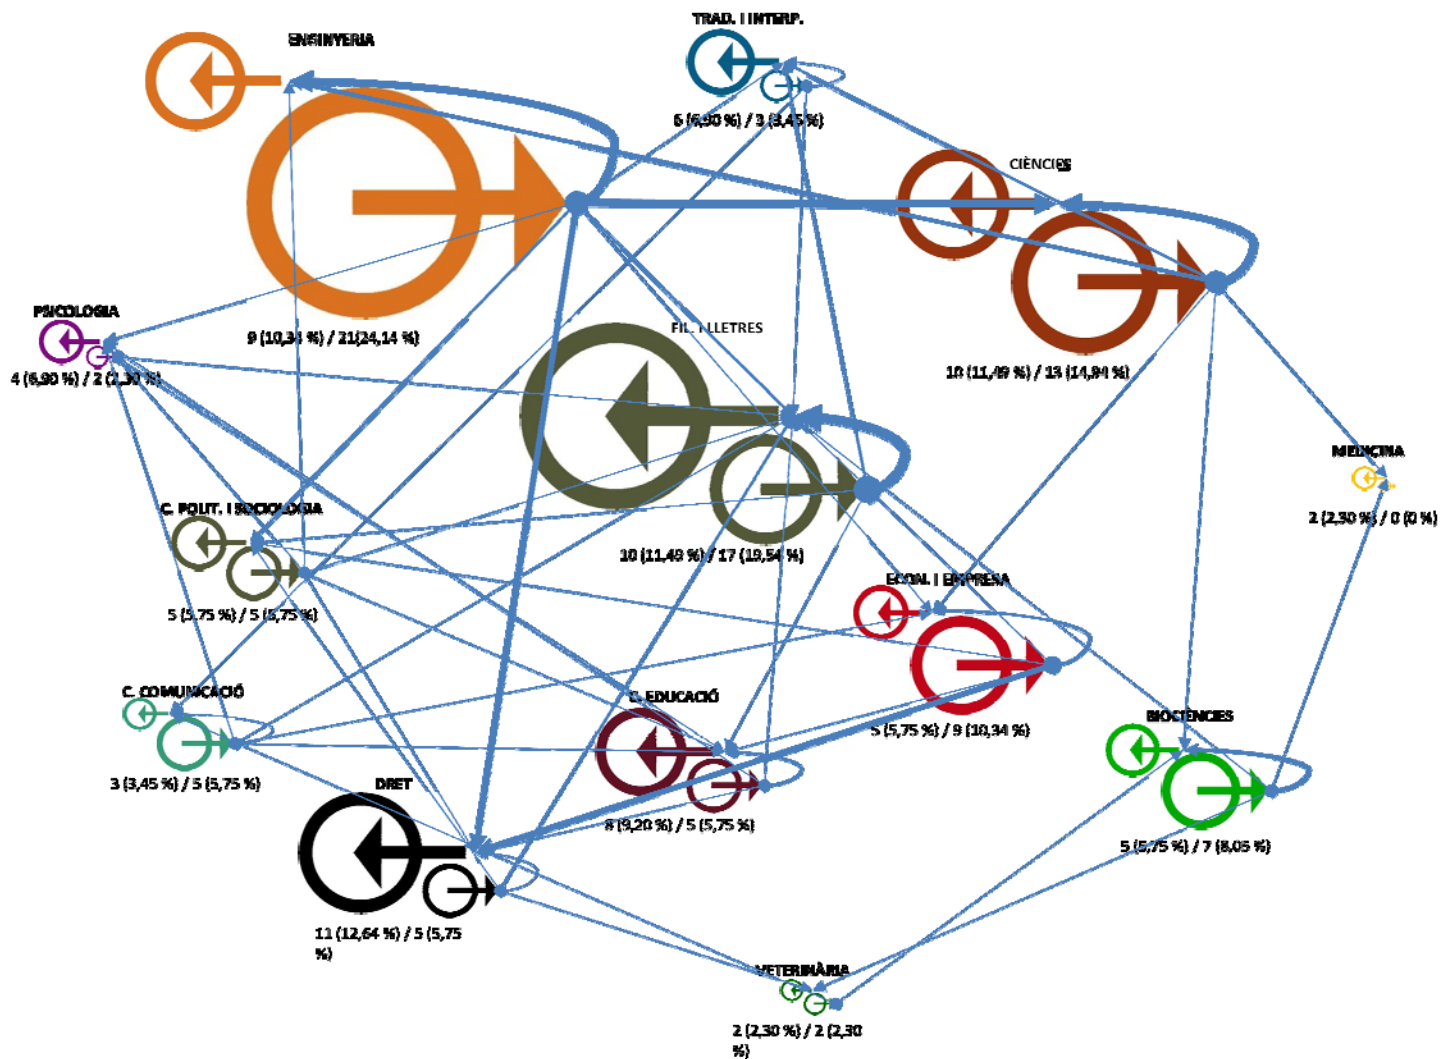 TRAD. I INTERP.
ENGINYERIA
6 (6,90 %) / 3 (3,45 %)
CIÈNCIES
PSICOLOGIA
FIL. I LLETRES
9 (10,34 %) / 21(24,14 %)
4 (6,90 %) / 2 (2,30 %)
10 (11,49 %) / 13 (14,94 %)
MEDICINA
C. POLIT. I SOCIOLOGIA
2 (2,30 %) / 0 (0 %)
10 (11,49 %) / 17 (19,54 %)
ECON. I EMPRESA
5 (5,75 %) / 5 (5,75 %)
C. COMUNICACIÓ
C. EDUCACIÓ
BIOCIÈNCIES
5 (5,75 %) / 9 (10,34 %)
3 (3,45 %) / 5 (5,75 %)
DRET
8 (9,20 %) / 5 (5,75 %)
5 (5,75 %) / 7 (8,05 %)
11 (12,64 %) / 5 (5,75
%)
VETERINÀRIA
2 (2,30 %) / 2 (2,30
%)